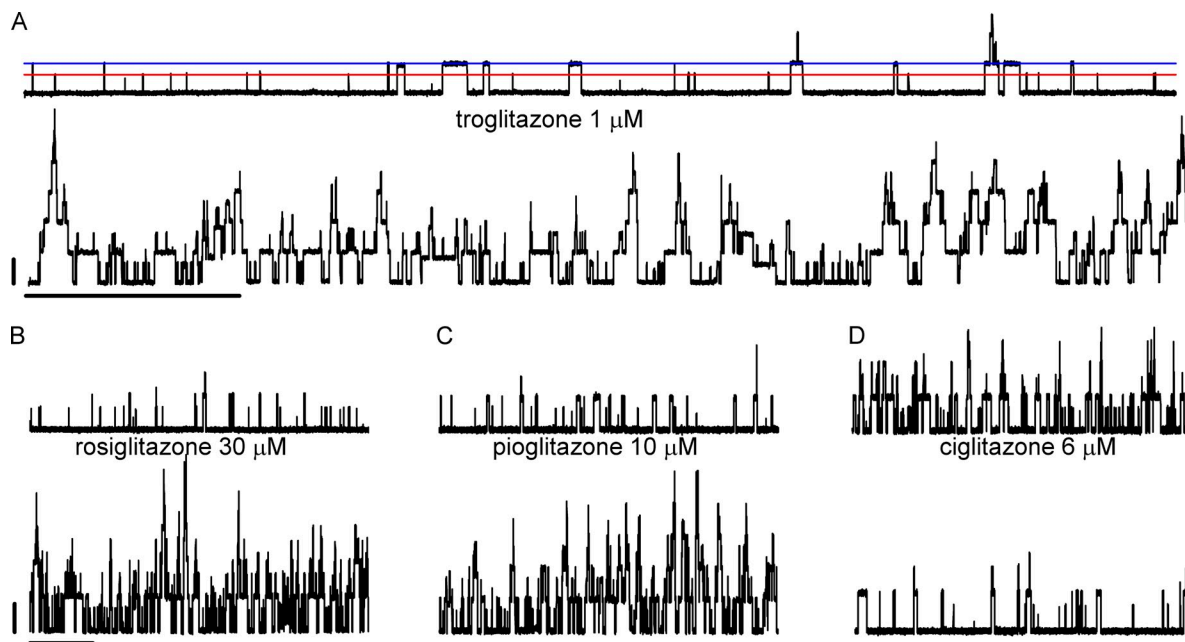 A
troglitazone 1 μM
B
C
D
rosiglitazone 30 μM
pioglitazone 10 μM
ciglitazone 6 μM